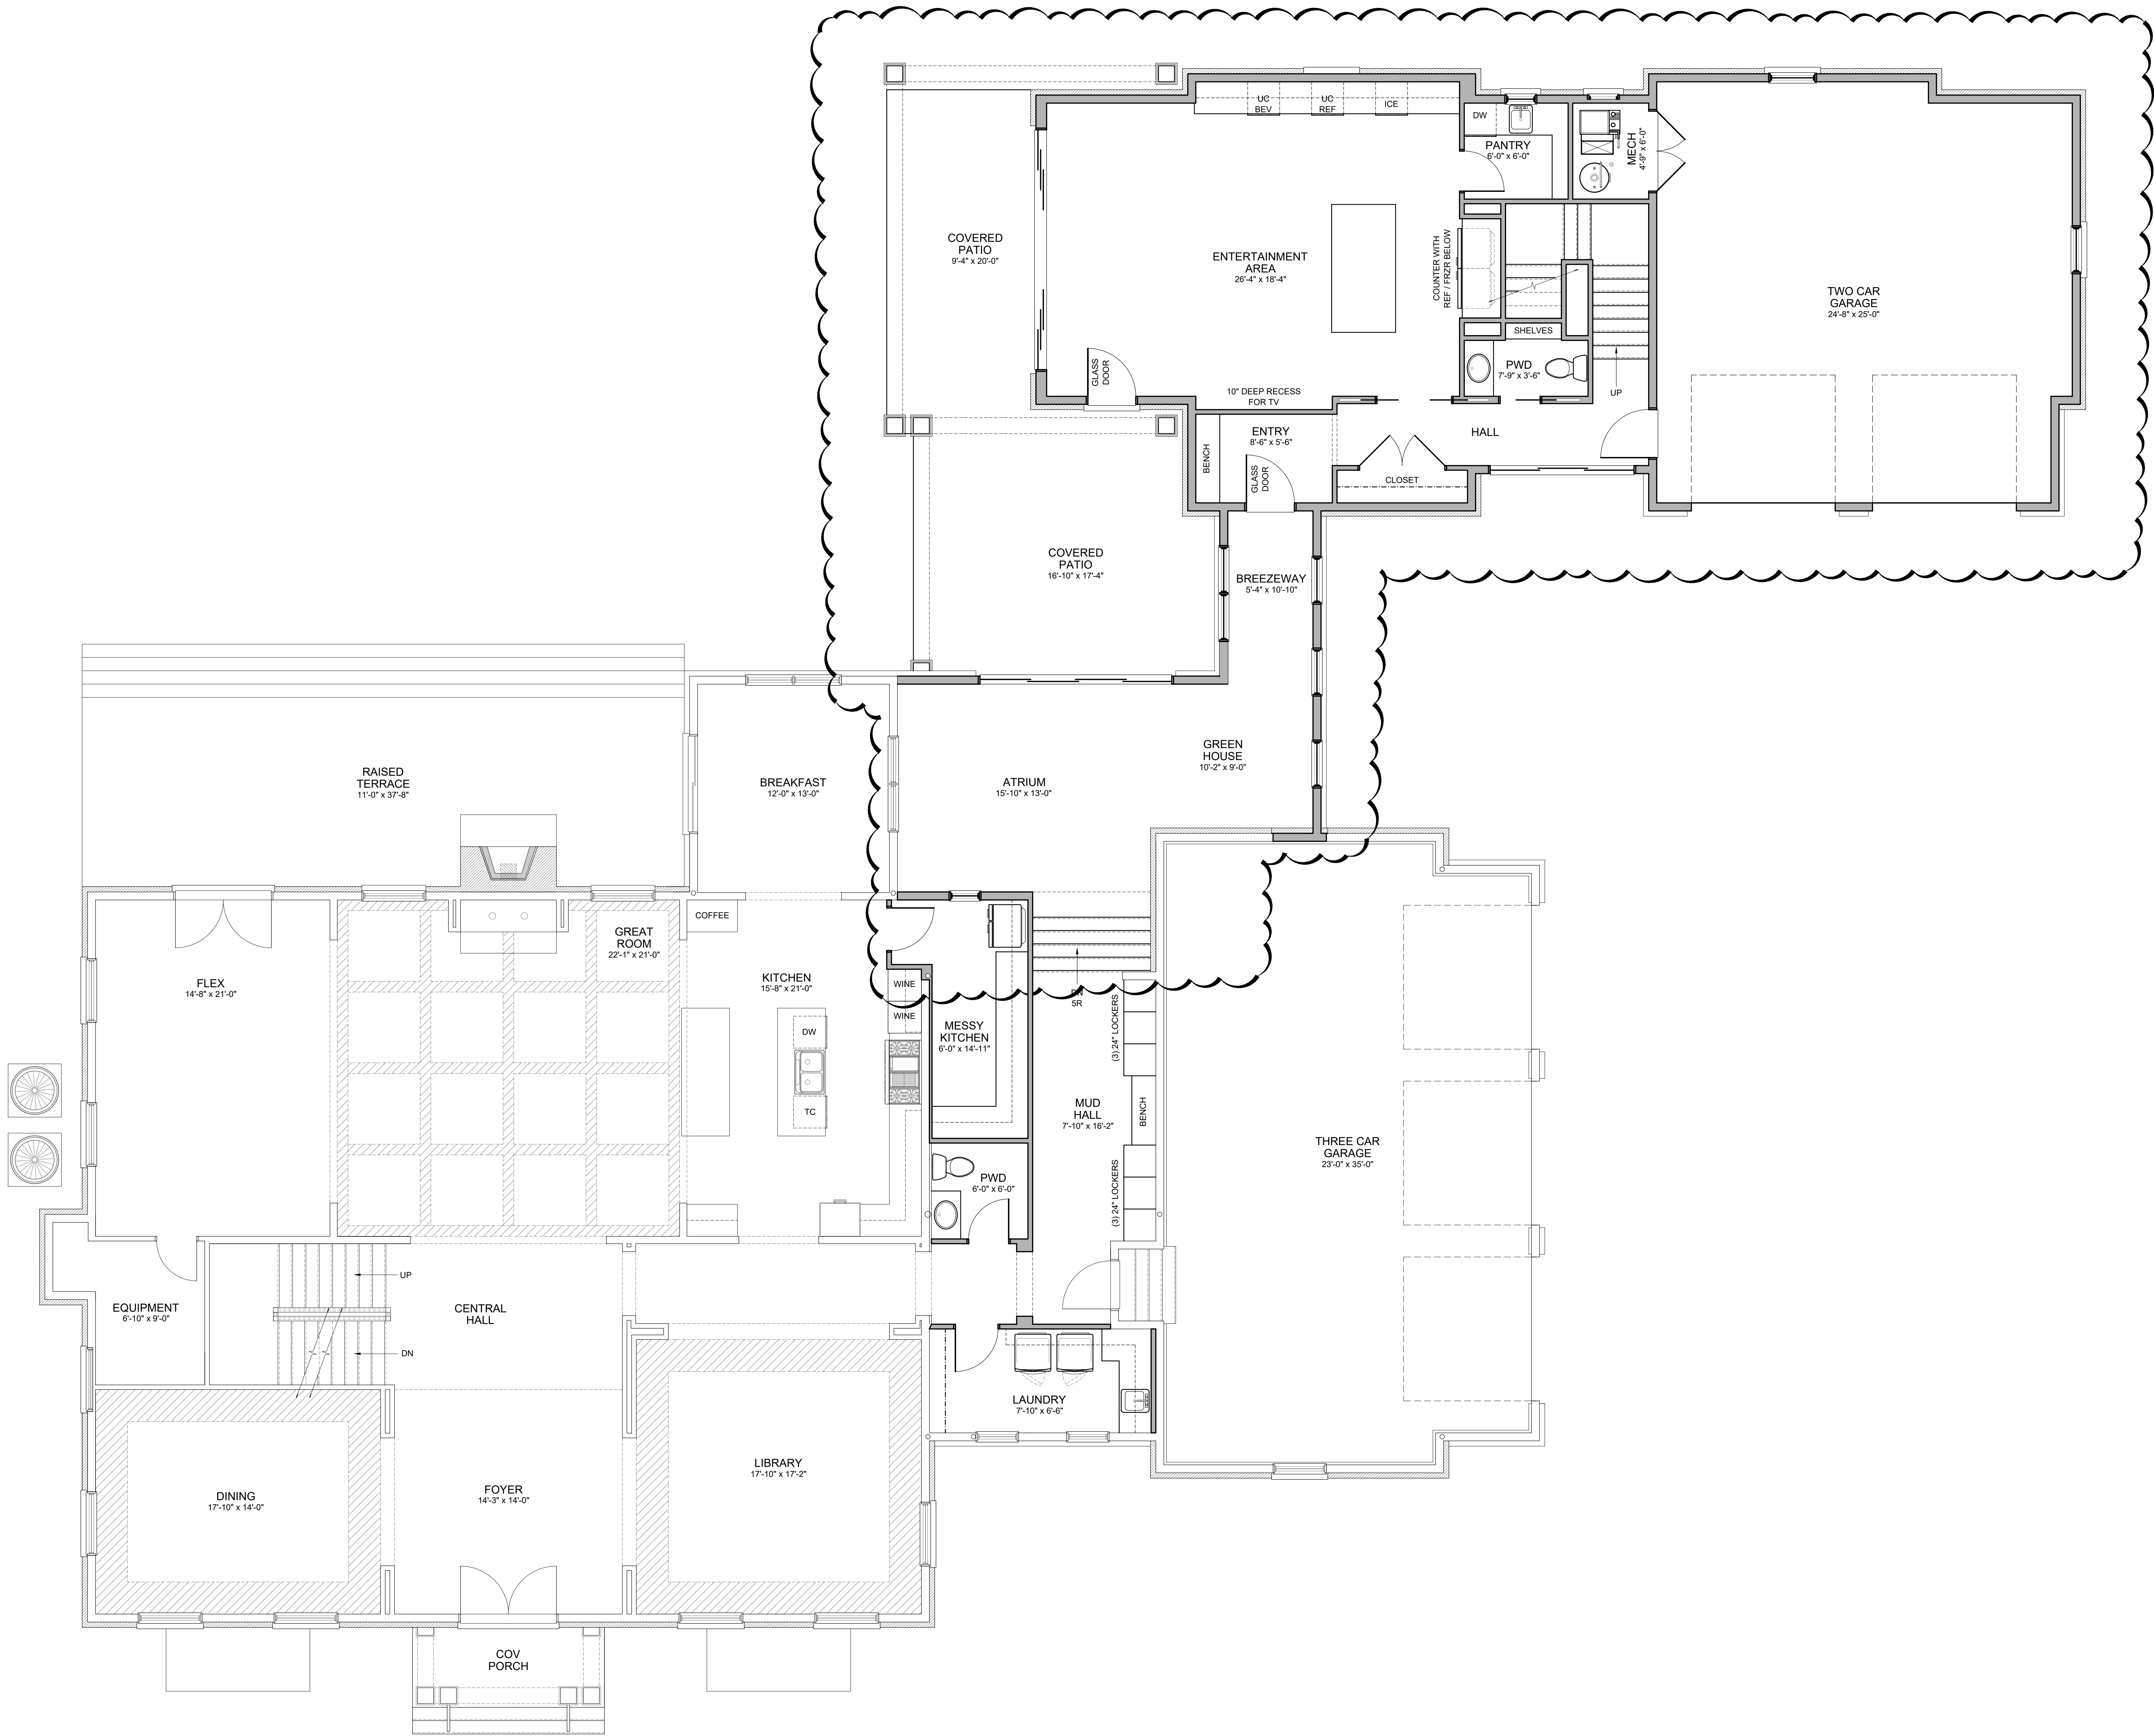 UC
BEV
UC
REF
ICE
DW
PANTRY
6'-0" x 6'-0"
MECH
4'-9" x 6'-0"
COVERED
PATIO
9'-4" x 20'-0"
ENTERTAINMENT
AREA
26'-4" x 18'-4"
COUNTER WITH
REF / FRZR BELOW
TWO CAR
GARAGE
24'-8" x 25'-0"
SHELVES
PWD
7'-9" x 3'-6"
GLASS
DOOR
10" DEEP RECESS
FOR TV
UP
ENTRY
8'-6" x 5'-6"
HALL
BENCH
GLASS
DOOR
CLOSET
COVERED
PATIO
16'-10" x 17'-4"
BREEZEWAY
5'-4" x 10'-10"
GREEN
HOUSE
10'-2" x 9'-0"
RAISED
TERRACE
11'-0" x 37'-8"
BREAKFAST
12'-0" x 13'-0"
ATRIUM
15'-10" x 13'-0"
COFFEE
GREAT
ROOM
22'-1" x 21'-0"
FLEX
14'-8" x 21'-0"
KITCHEN
15'-8" x 21'-0"
WINE
WINE
DN
5R
(3) 24" LOCKERS
DW
MESSY
KITCHEN
6'-0" x 14'-11"
TC
MUD
HALL
7'-10" x 16'-2"
BENCH
THREE CAR
GARAGE
23'-0" x 35'-0"
PWD
6'-0" x 6'-0"
(3) 24" LOCKERS
UP
EQUIPMENT
6'-10" x 9'-0"
CENTRAL
HALL
DN
LAUNDRY
7'-10" x 6'-6"
LIBRARY
17'-10" x 17'-2"
DINING
17'-10" x 14'-0"
FOYER
14'-3" x 14'-0"
COV
PORCH